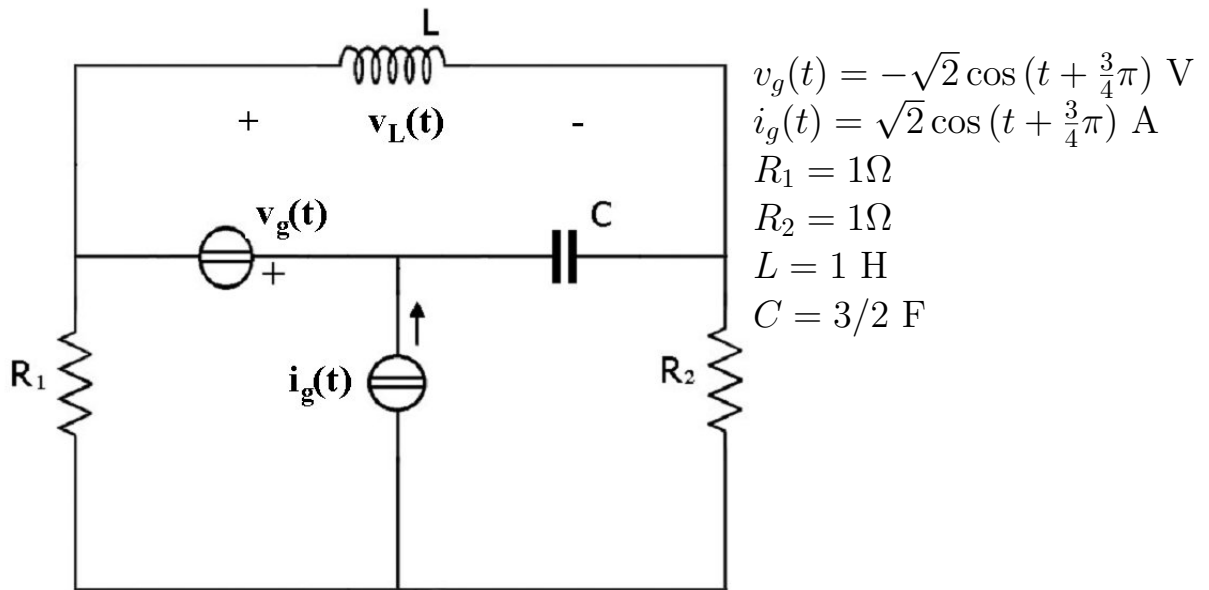 L
+ v_L(t) -
v_g(t)
+
C
R₁
i_g(t)
R₂
v_g(t) = −√2 cos (t + 3/4 π) V
i_g(t) = √2 cos (t + 3/4 π) A
R₁ = 1Ω
R₂ = 1Ω
L = 1 H
C = 3/2 F